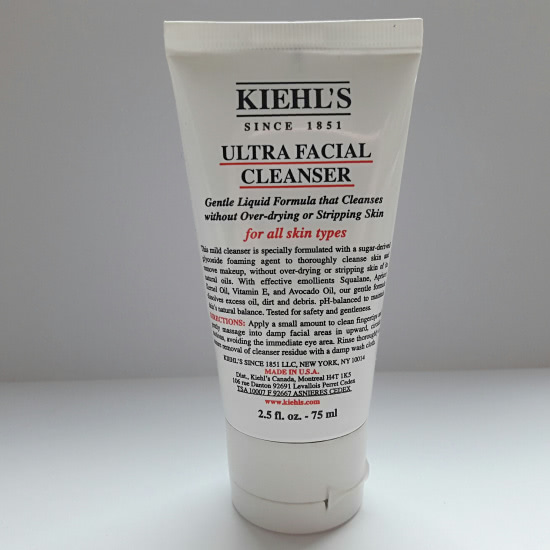 KIEHL'S
SINCE 1851
ULTRA FACIAL
CLEANSER
Gentle Liquid Formula that Cleanses
without Over-drying or Stripping Skin
for all skin types
This mild cleanser is specially formulated with a sugar-derived
glycoside foaming agent to thoroughly cleanse skin and
remove makeup, without over-drying or stripping skin of its
natural oils. With effective emollients Squalane, Apricot
Kernel Oil, Vitamin E, and Avocado Oil, our gentle formula
dissolves excess oil, dirt and debris. pH-balanced to maintain
skin's natural balance. Tested for safety and gentleness.
DIRECTIONS: Apply a small amount to clean fingertips and
gently massage into damp facial areas in upward, circular
motions, avoiding the immediate eye area. Rinse thoroughly
removal of cleanser residue with a damp wash cloth.
KIEHL'S SINCE 1851 LLC, NEW YORK, NY 10014
MADE IN U.S.A.
Dist., Kiehl's Canada, Montreal H4T 1K5
106 rue Danton 92691 Levallois Perret Cedex
TSA 10007 F 92667 ASNIERES CEDEX
www.kiehls.com
2.5 fl. oz. - 75 ml